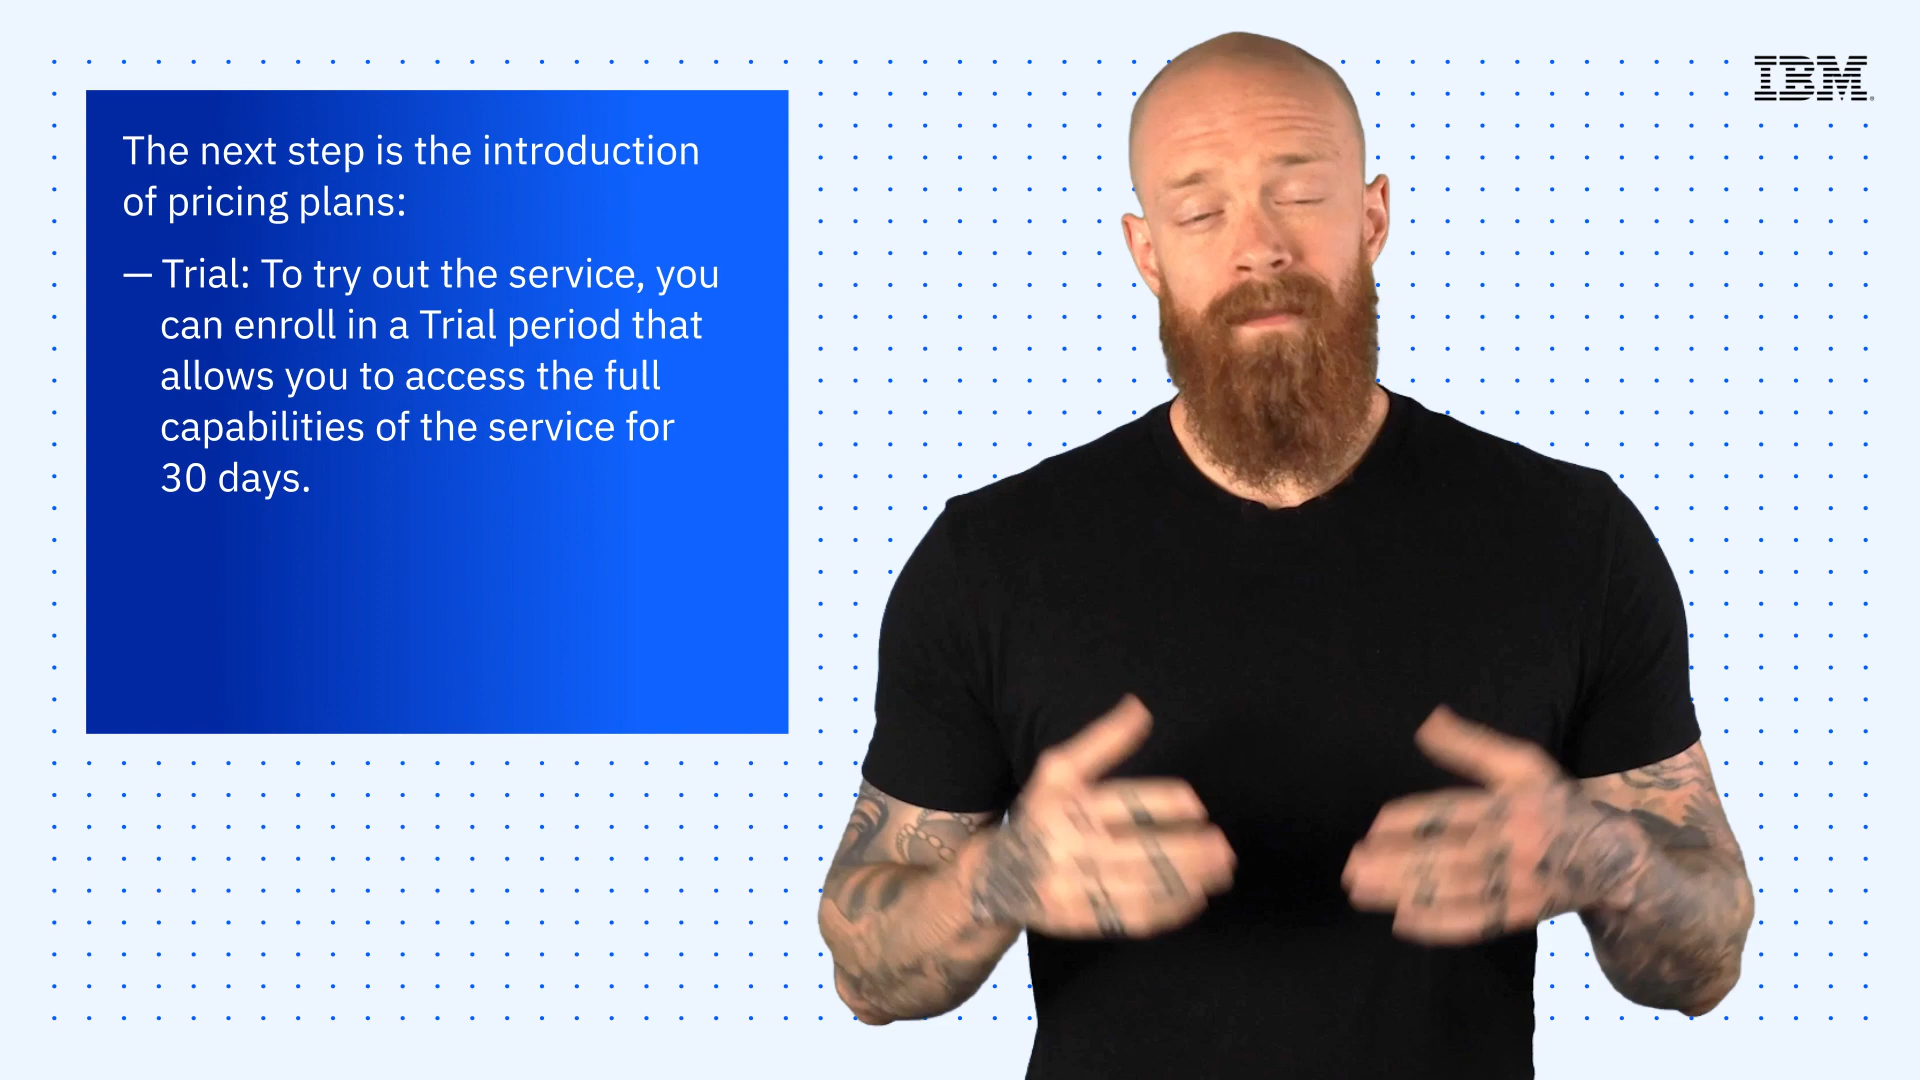 IBM
The next step is the introduction
of pricing plans:
— Trial: To try out the service, you
can enroll in a Trial period that
allows you to access the full
capabilities of the service for
30 days.